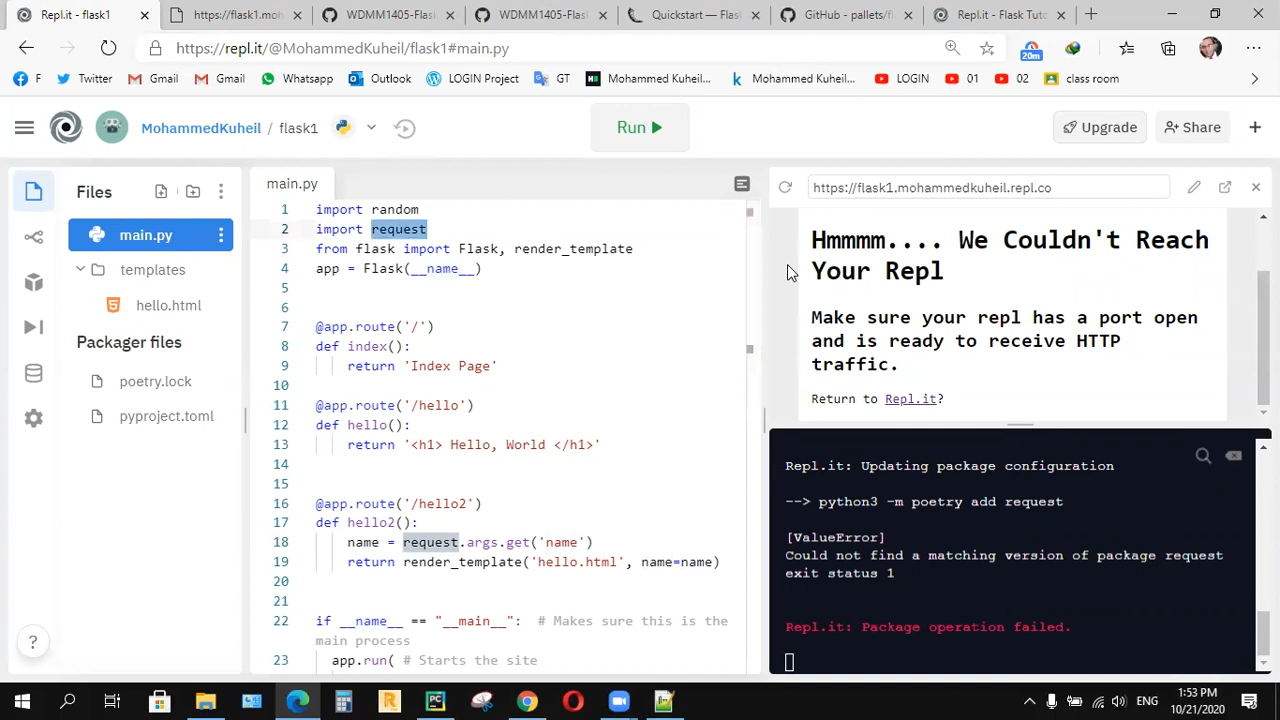 Repl.it - flask1
https://flask1.moh
WDMM1405-Flask
WDMM1405-Flask
Quickstart — Flask
GitHub - pallets/fl
Repl.it - Flask Tuto
https://repl.it/@MohammedKuheil/flask1#main.py
20m
F
Twitter
Gmail
Gmail
Whatsapp
Outlook
LOGIN Project
GT
Mohammed Kuheil...
Mohammed Kuheil...
LOGIN
01
02
class room
MohammedKuheil / flask1
Run
Upgrade
Share
Files
main.py
templates
hello.html
Packager files
poetry.lock
pyproject.toml
?
main.py
1 import random
2 import request
3 from flask import Flask, render_template
4 app = Flask(__name__)
5
6
7 @app.route('/')
8 def index():
9 return 'Index Page'
10
11 @app.route('/hello')
12 def hello():
13 return '<h1> Hello, World </h1>'
14
15
16 @app.route('/hello2')
17 def hello2():
18 name = request.args.get('name')
19 return render_template('hello.html', name=name)
20
21
22 if __name__ == "__main__": # Makes sure this is the
main process
23 app.run( # Starts the site
https://flask1.mohammedkuheil.repl.co
Hmmmm.... We Couldn't Reach
Your Repl
Make sure your repl has a port open
and is ready to receive HTTP
traffic.
Return to Repl.it?
Repl.it: Updating package configuration
--> python3 -m poetry add request
[ValueError]
Could not find a matching version of package request
exit status 1
Repl.it: Package operation failed.
ENG
1:53 PM
10/21/2020